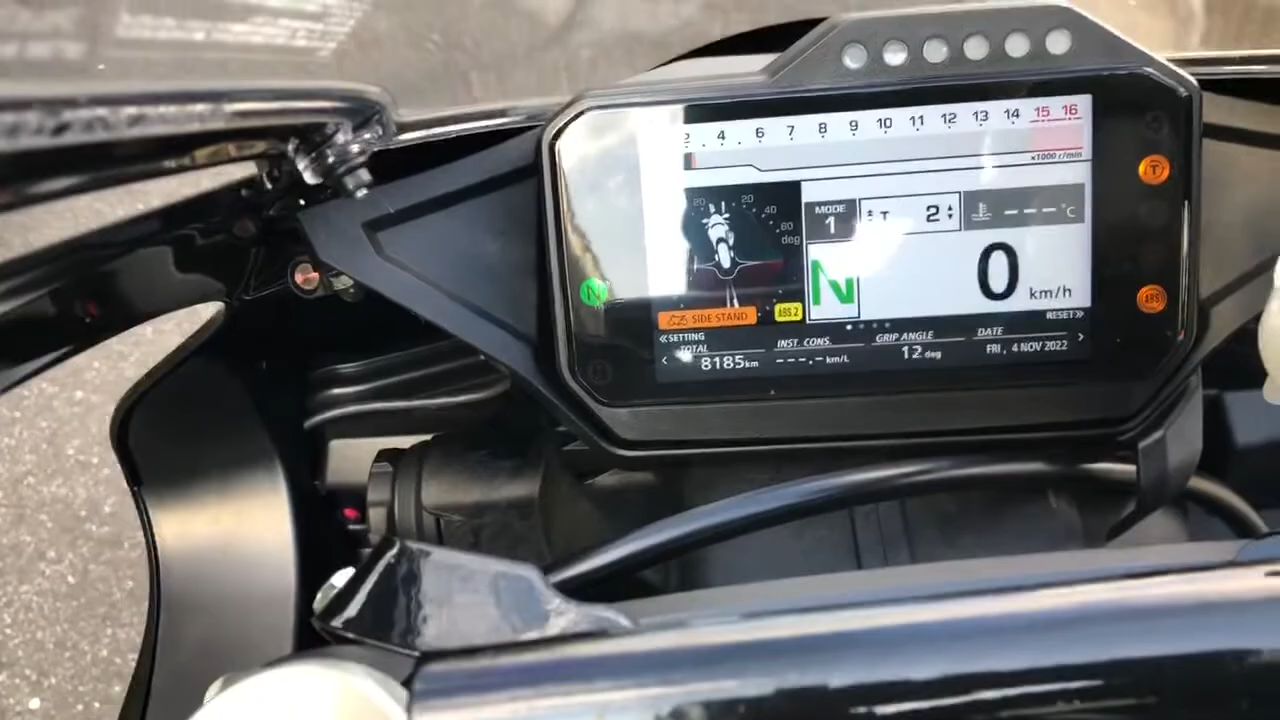 2 4 6 7 8 9 10 11 12 13 14 15 16
x1000 r/min
20 20 40 60 deg
MODE 1
T 2
---°C
N
N
0 km/h
T
ABS
SIDE STAND
ABS 2
RESET»
«SETTING
TOTAL
8185km
INST. CONS.
---.-km/L
GRIP ANGLE
12 deg
DATE
FRI, 4 NOV 2022